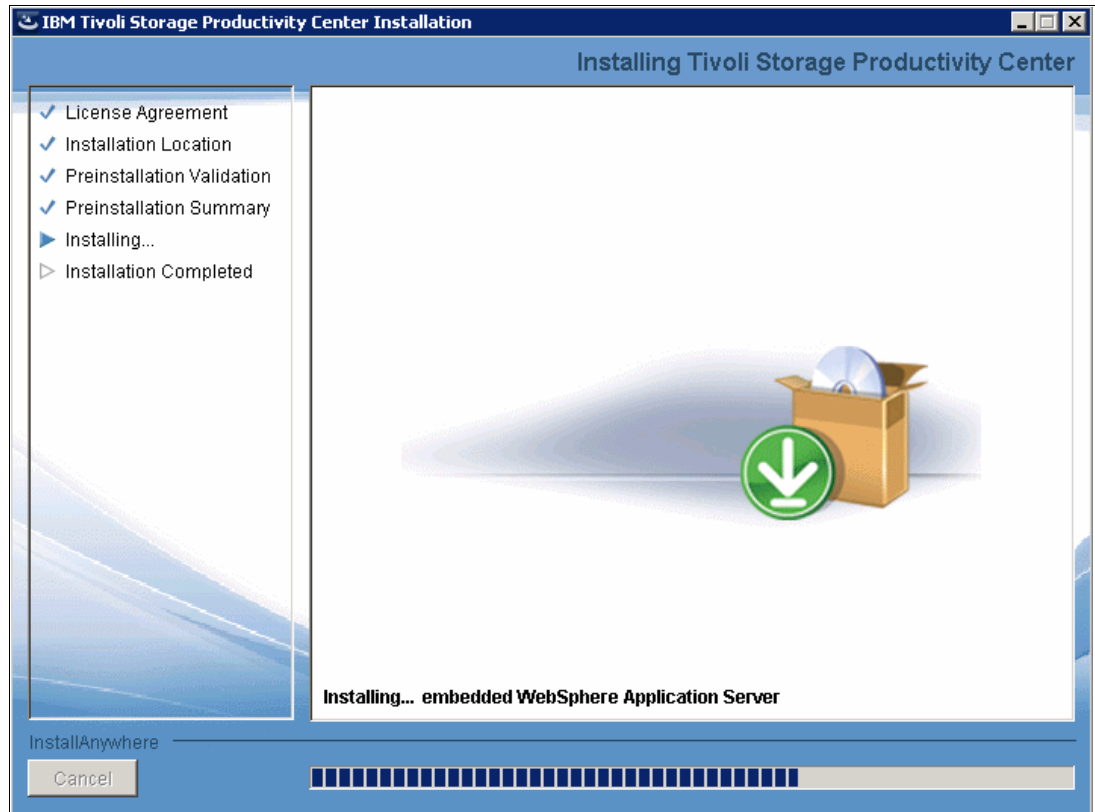 IBM Tivoli Storage Productivity Center Installation
Installing Tivoli Storage Productivity Center
License Agreement
Installation Location
Preinstallation Validation
Preinstallation Summary
Installing...
Installation Completed
Installing... embedded WebSphere Application Server
InstallAnywhere
Cancel